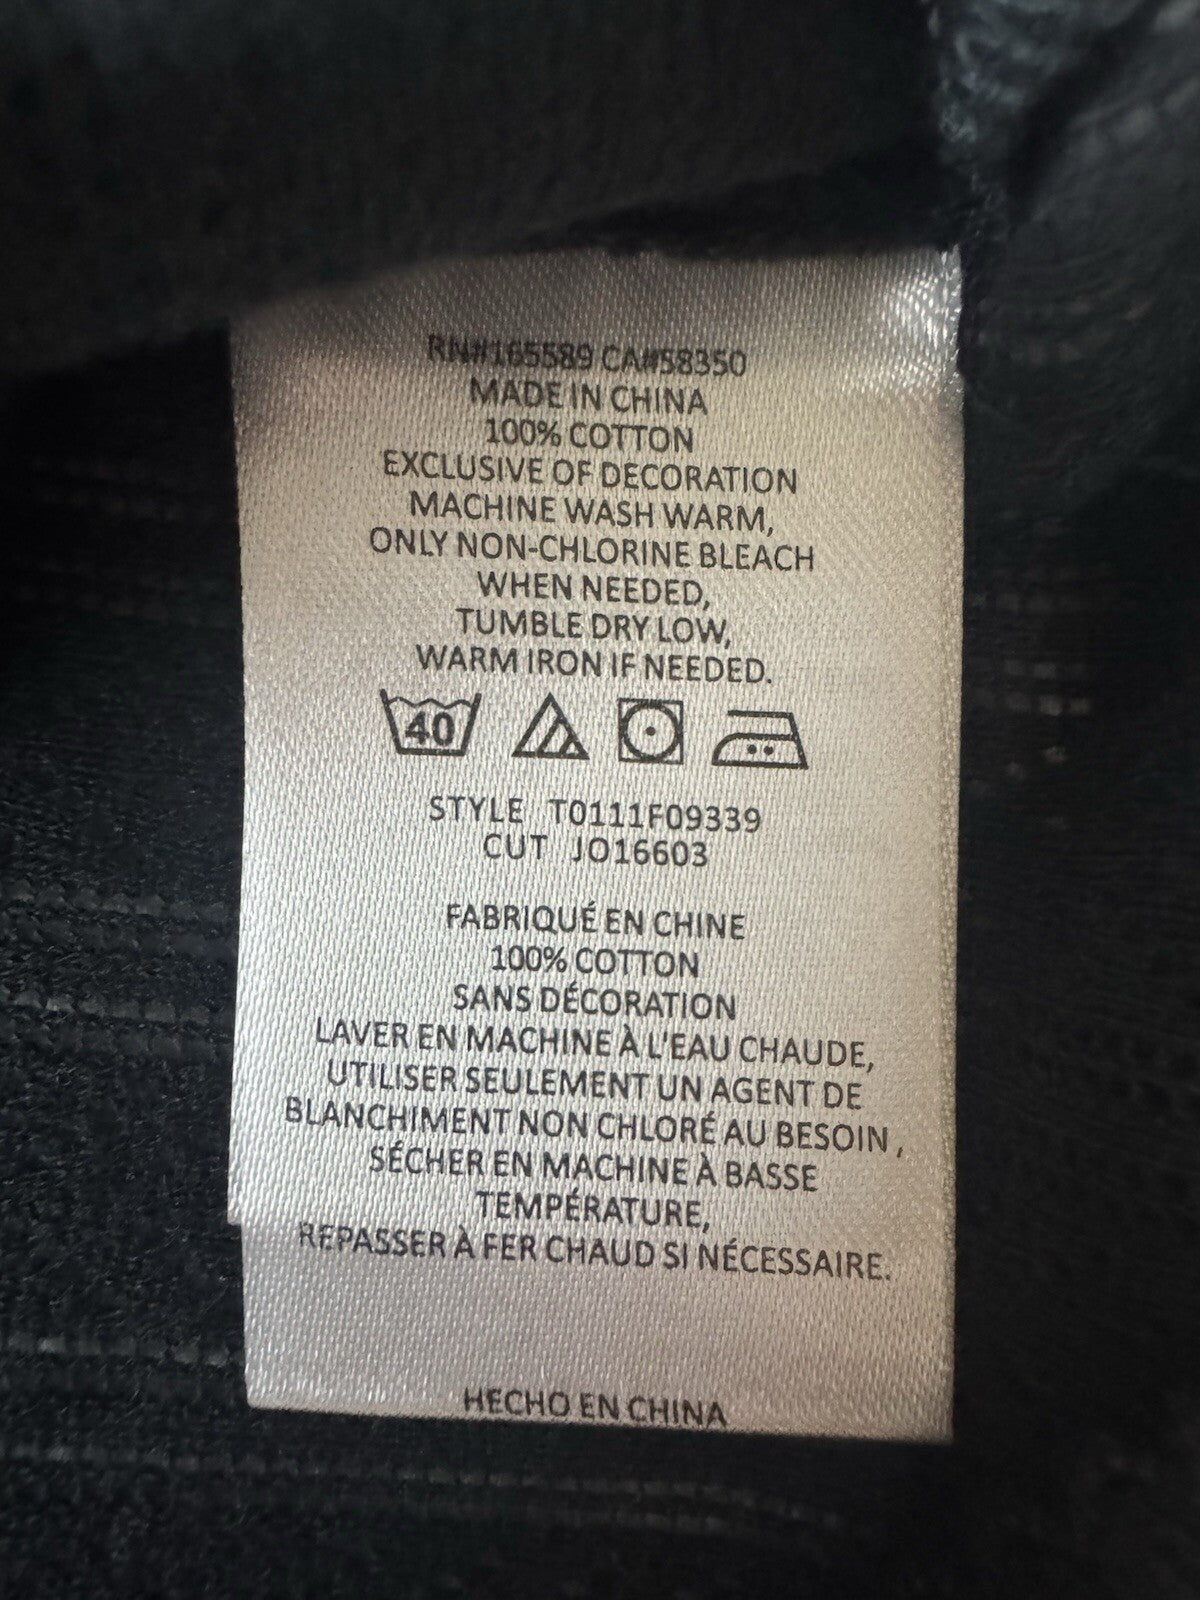 RN#165589 CA#58350
MADE IN CHINA
100% COTTON
EXCLUSIVE OF DECORATION
MACHINE WASH WARM,
ONLY NON-CHLORINE BLEACH
WHEN NEEDED,
TUMBLE DRY LOW,
WARM IRON IF NEEDED.
40
STYLE T0111F09339
CUT JO16603
FABRIQUÉ EN CHINE
100% COTTON
SANS DÉCORATION
LAVER EN MACHINE À L'EAU CHAUDE,
UTILISER SEULEMENT UN AGENT DE
BLANCHIMENT NON CHLORÉ AU BESOIN ,
SÉCHER EN MACHINE À BASSE
TEMPÉRATURE,
REPASSER À FER CHAUD SI NÉCESSAIRE.
HECHO EN CHINA